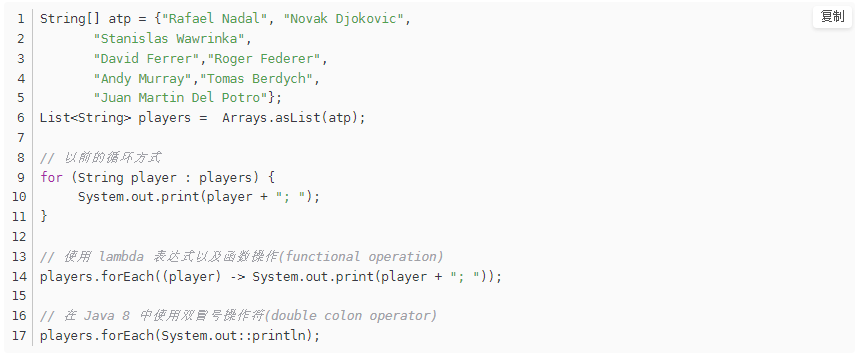 复制
1 String[] atp = {"Rafael Nadal", "Novak Djokovic",
2 "Stanislas Wawrinka",
3 "David Ferrer","Roger Federer",
4 "Andy Murray","Tomas Berdych",
5 "Juan Martin Del Potro"};
6 List<String> players =  Arrays.asList(atp);
7
8 // 以前的循环方式
9 for (String player : players) {
10 System.out.print(player + "; ");
11 }
12
13 // 使用 lambda 表达式以及函数操作(functional operation)
14 players.forEach((player) -> System.out.print(player + "; "));
15
16 // 在 Java 8 中使用双冒号操作符(double colon operator)
17 players.forEach(System.out::println);